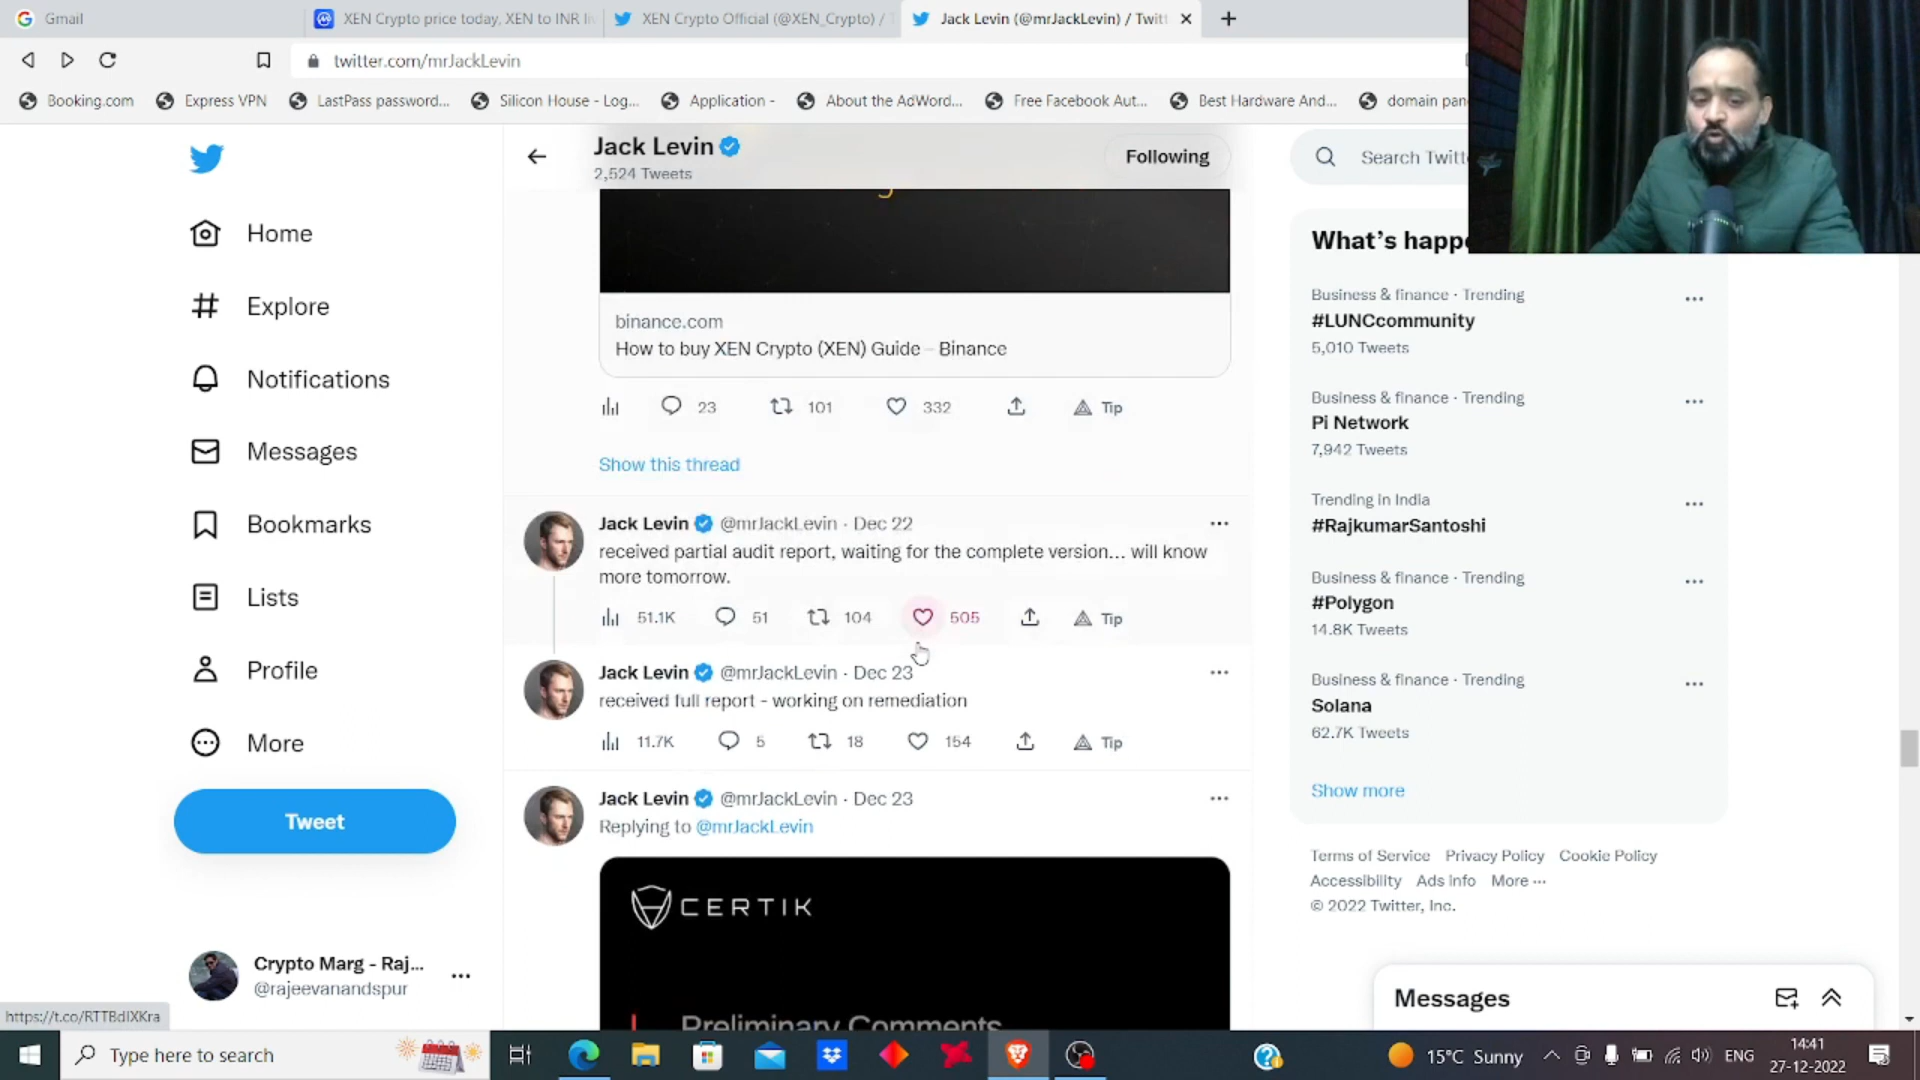 Gmail
XEN Crypto price today, XEN to INR li
XEN Crypto Official (@XEN_Crypto) /
Jack Levin (@mrJackLevin) / Twitt
twitter.com/mrJackLevin
Booking.com
Express VPN
LastPass password...
Silicon House - Log...
Application -
About the AdWord...
Free Facebook Aut...
Best Hardware And...
domain pan
Home
Explore
Notifications
Messages
Bookmarks
Lists
Profile
More
Tweet
Crypto Marg - Raj...
@rajeevanandspur
https://t.co/RTTBdIXKra
Jack Levin
2,524 Tweets
Following
binance.com
How to buy XEN Crypto (XEN) Guide – Binance
23 101 332 Tip
Show this thread
Jack Levin @mrJackLevin · Dec 22
received partial audit report, waiting for the complete version... will know
more tomorrow.
51.1K 51 104 505 Tip
Jack Levin @mrJackLevin · Dec 23
received full report - working on remediation
11.7K 5 18 154 Tip
Jack Levin @mrJackLevin · Dec 23
Replying to @mrJackLevin
CERTIK
Preliminary Comments
Search Twitt
What's happe
Business & finance · Trending
#LUNCcommunity
5,010 Tweets
Business & finance · Trending
Pi Network
7,942 Tweets
Trending in India
#RajkumarSantoshi
Business & finance · Trending
#Polygon
14.8K Tweets
Business & finance · Trending
Solana
62.7K Tweets
Show more
Terms of Service Privacy Policy Cookie Policy
Accessibility Ads info More ···
© 2022 Twitter, Inc.
Messages
Type here to search
15°C Sunny
ENG
14:41
27-12-2022